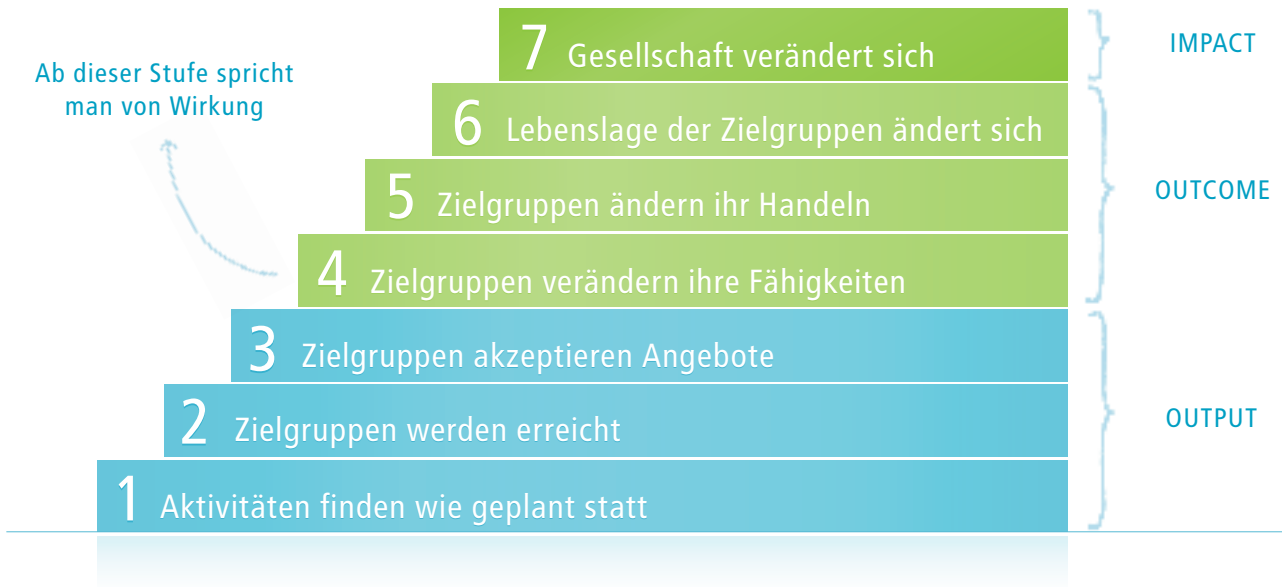 7 Gesellschaft verändert sich
IMPACT
Ab dieser Stufe spricht
man von Wirkung
6 Lebenslage der Zielgruppen ändert sich
5 Zielgruppen ändern ihr Handeln
OUTCOME
4 Zielgruppen verändern ihre Fähigkeiten
3 Zielgruppen akzeptieren Angebote
2 Zielgruppen werden erreicht
OUTPUT
1 Aktivitäten finden wie geplant statt